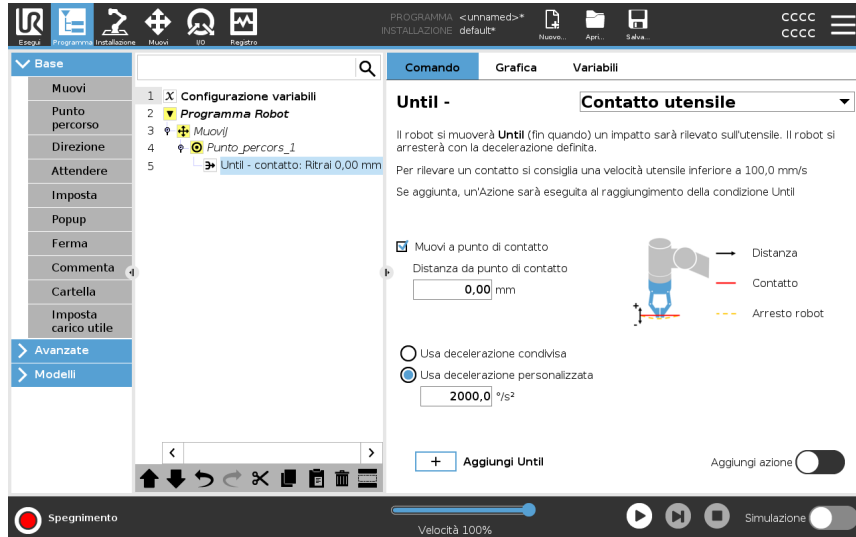 UR
PROGRAMMA <unnamed>*
INSTALLAZIONE default*
Esegui Programma Installazione Muovi I/O Registro
Nuovo... Apri... Salva...
CCCC
CCCC
Base
Muovi
Punto
percorso
Direzione
Attendere
Imposta
Popup
Ferma
Commenta
Cartella
Imposta
carico utile
Avanzate
Modelli
1 X Configurazione variabili
2 Programma Robot
3 MuoviJ
4 Punto_percors_1
5 Until - contatto: Ritrai 0,00 mm
Comando Grafica Variabili
Until - Contatto utensile
Il robot si muoverà Until (fin quando) un impatto sarà rilevato sull'utensile. Il robot si
arresterà con la decelerazione definita.
Per rilevare un contatto si consiglia una velocità utensile inferiore a 100,0 mm/s
Se aggiunta, un'Azione sarà eseguita al raggiungimento della condizione Until
Muovi a punto di contatto
Distanza da punto di contatto
0,00 mm
Distanza
Contatto
Arresto robot
+
-
Usa decelerazione condivisa
Usa decelerazione personalizzata
2000,0 °/s²
+ Aggiungi Until
Aggiungi azione
Spegnimento
Velocità 100%
Simulazione